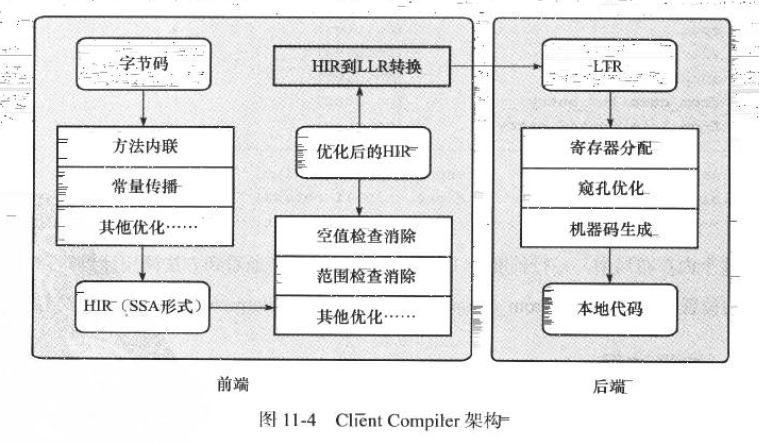 字节码
方法内联
常量传播
其他优化……
HIR（SSA形式）
HIR到LLR转换
优化后的HIR
空值检查消除
范围检查消除
其他优化……
前端
LTR
寄存器分配
窥孔优化
机器码生成
本地代码
后端
图 11-4 Client Compiler 架构